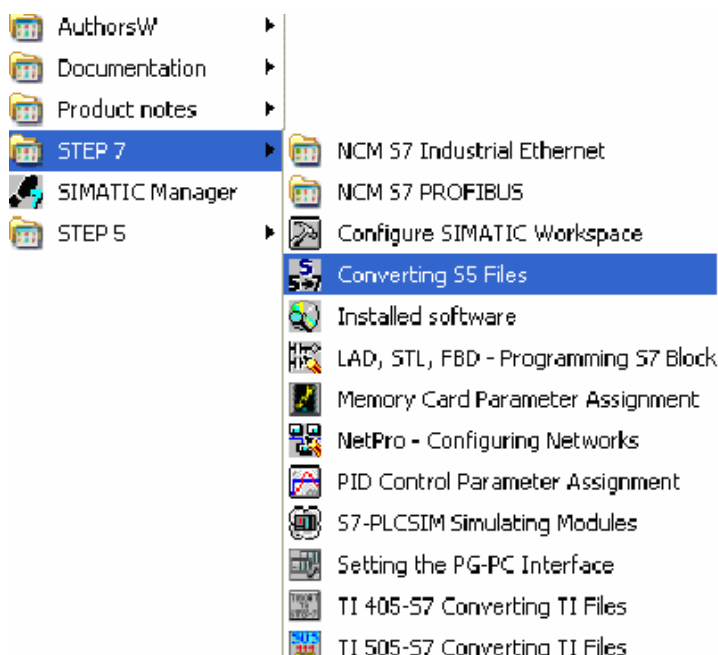 AuthorsW
Documentation
Product notes
STEP 7
SIMATIC Manager
STEP 5
NCM S7 Industrial Ethernet
NCM S7 PROFIBUS
Configure SIMATIC Workspace
Converting S5 Files
Installed software
LAD, STL, FBD - Programming S7 Block
Memory Card Parameter Assignment
NetPro - Configuring Networks
PID Control Parameter Assignment
S7-PLCSIM Simulating Modules
Setting the PG-PC Interface
TI 405-S7 Converting TI Files
TI 505-S7 Converting TI Files